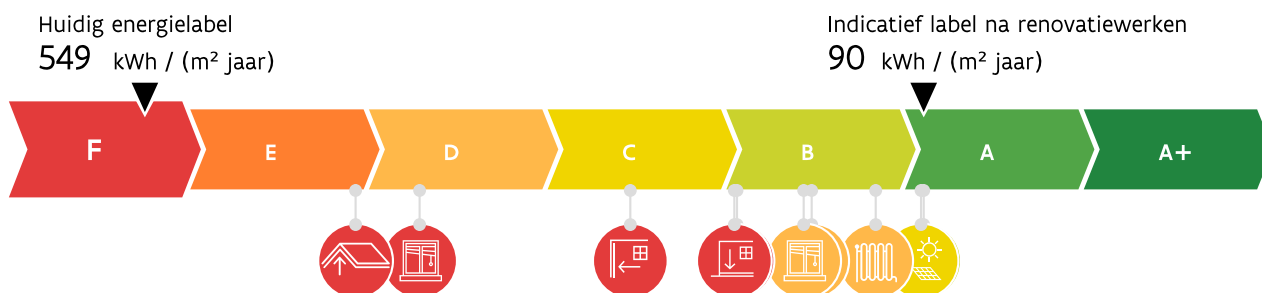 Huidig energielabel
549 kWh / (m² jaar)
Indicatief label na renovatiewerken
90 kWh / (m² jaar)
F E D C B A A+